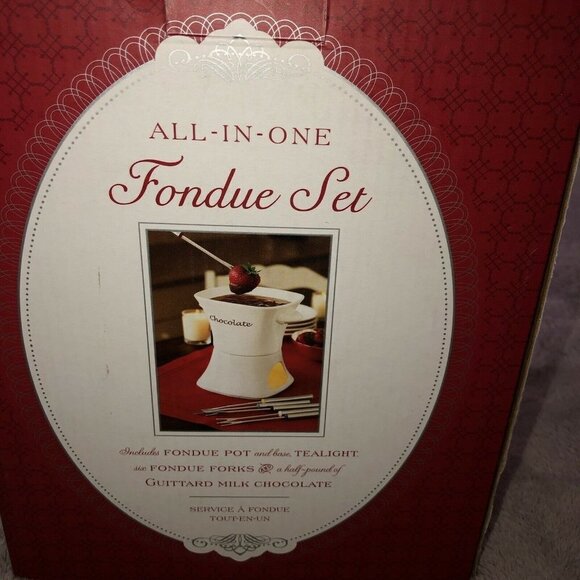 ALL-IN-ONE
Fondue Set
Chocolate
Includes FONDUE POT and base, TEALIGHT,
six FONDUE FORKS & a half-pound of
GUITTARD MILK CHOCOLATE
SERVICE À FONDUE
TOUT-EN-UN